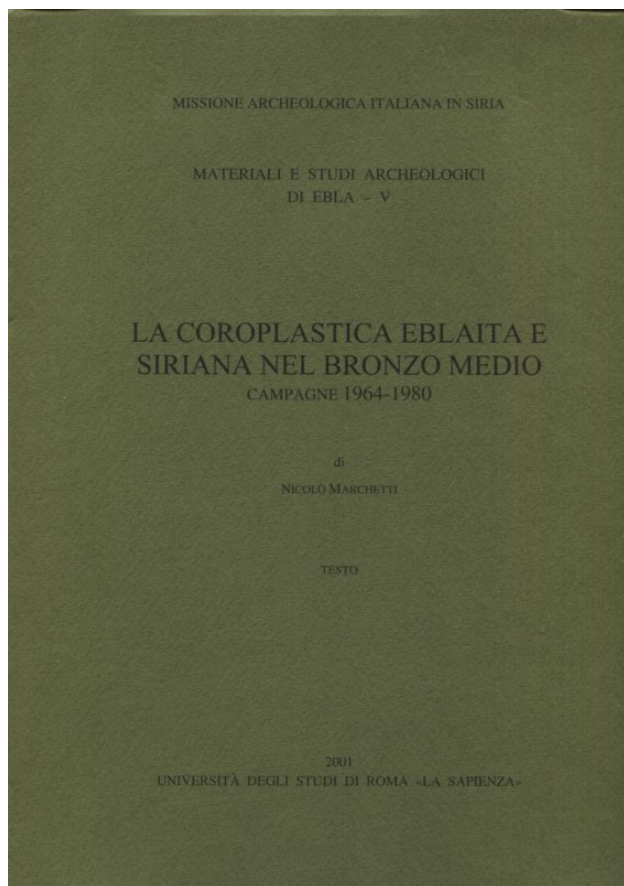 MISSIONE ARCHEOLOGICA ITALIANA IN SIRIA
MATERIALI E STUDI ARCHEOLOGICI
DI EBLA – V
LA COROPLASTICA EBLAITA E
SIRIANA NEL BRONZO MEDIO
CAMPAGNE 1964-1980
di
NICOLÒ MARCHETTI
TESTO
2001
UNIVERSITÀ DEGLI STUDI DI ROMA «LA SAPIENZA»